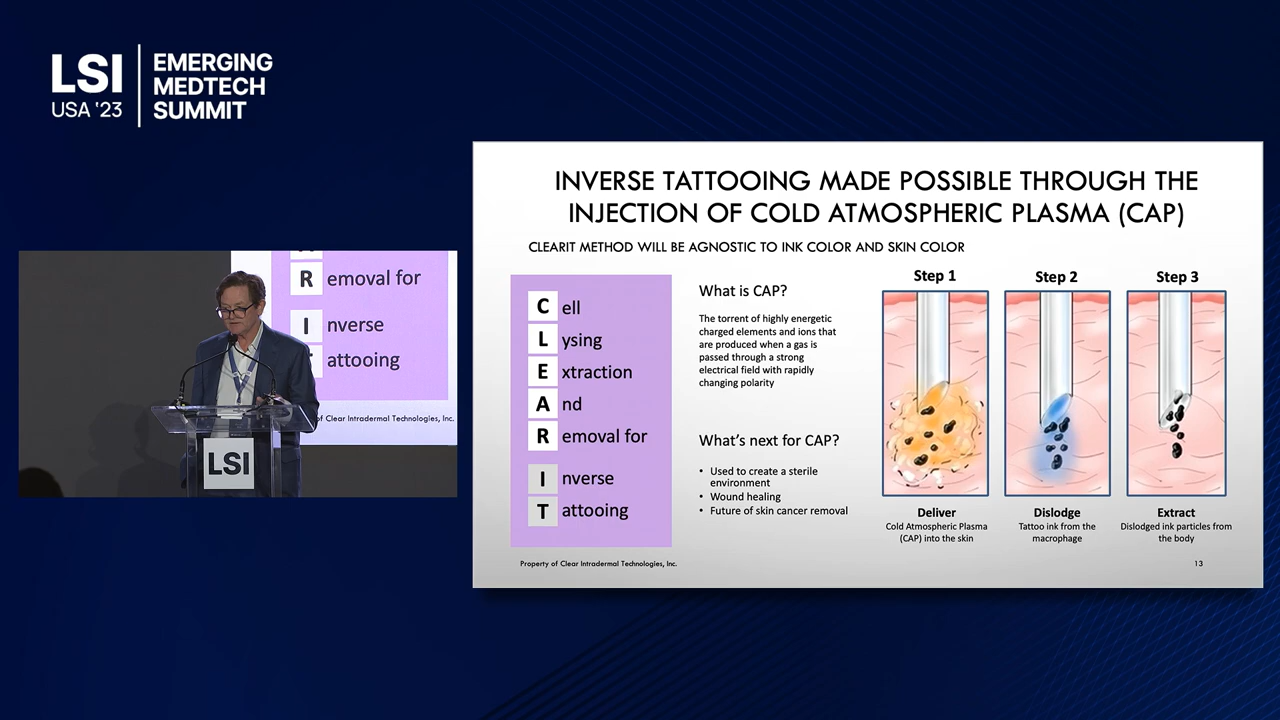 LSI
USA '23
EMERGING
MEDTECH
SUMMIT
R emoval for
I nverse
attooing
of Clear Intradermal Technologies, Inc.
LSI
INVERSE TATTOOING MADE POSSIBLE THROUGH THE
INJECTION OF COLD ATMOSPHERIC PLASMA (CAP)
CLEARIT METHOD WILL BE AGNOSTIC TO INK COLOR AND SKIN COLOR
C ell
L ysing
E xtraction
A nd
R emoval for
I nverse
T attooing
What is CAP?
The torrent of highly energetic
charged elements and ions that
are produced when a gas is
passed through a strong
electrical field with rapidly
changing polarity
What's next for CAP?
• Used to create a sterile
environment
• Wound healing
• Future of skin cancer removal
Step 1
Step 2
Step 3
Deliver
Cold Atmospheric Plasma
(CAP) into the skin
Dislodge
Tattoo ink from the
macrophage
Extract
Dislodged ink particles from
the body
Property of Clear Intradermal Technologies, Inc.
13